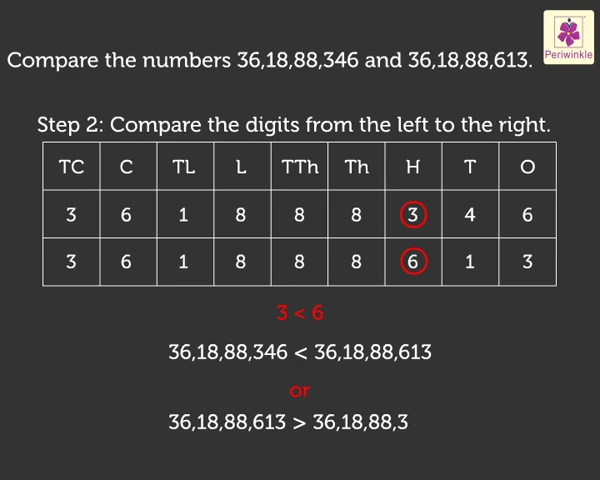 Periwinkle
Compare the numbers 36,18,88,346 and 36,18,88,613.
Step 2: Compare the digits from the left to the right.
TC C TL L TTh Th H T O
3 6 1 8 8 8 3 4 6
3 6 1 8 8 8 6 1 3
3 < 6
36,18,88,346 < 36,18,88,613
or
36,18,88,613 > 36,18,88,3